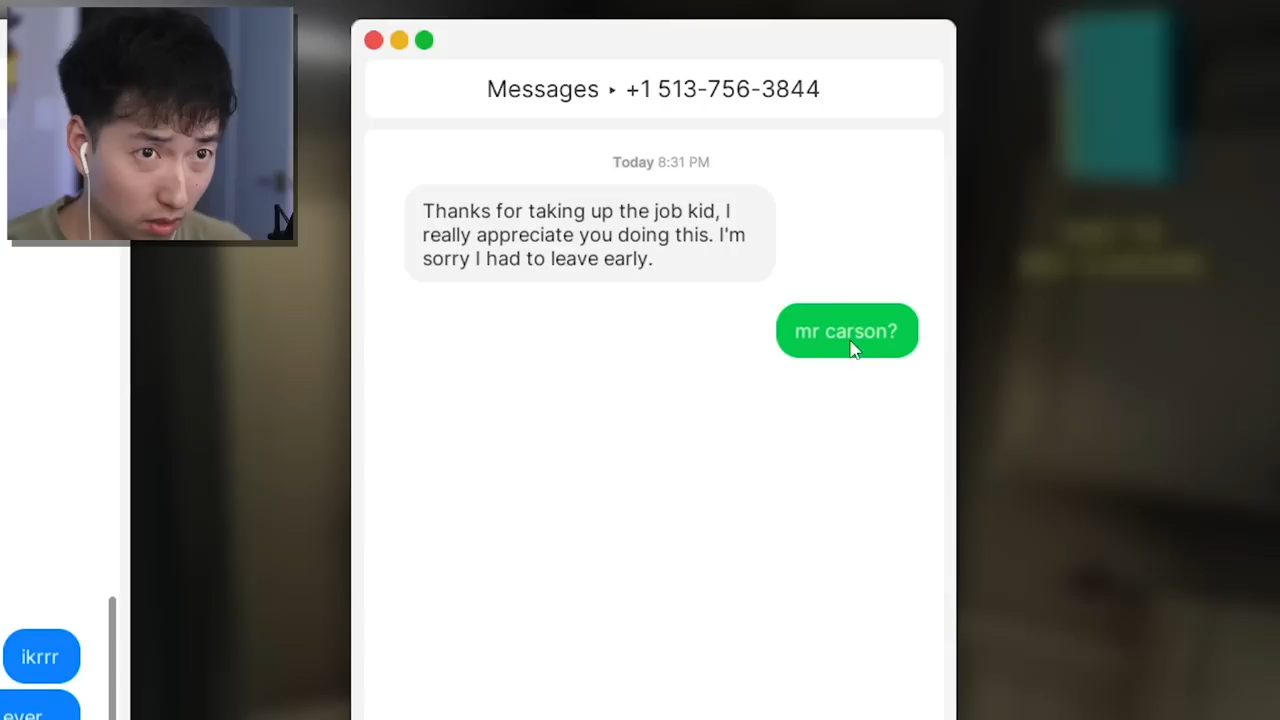 Messages ‣ +1 513-756-3844
Today 8:31 PM
Thanks for taking up the job kid, I
really appreciate you doing this. I'm
sorry I had to leave early.
mr carson?
ikrrr
ever